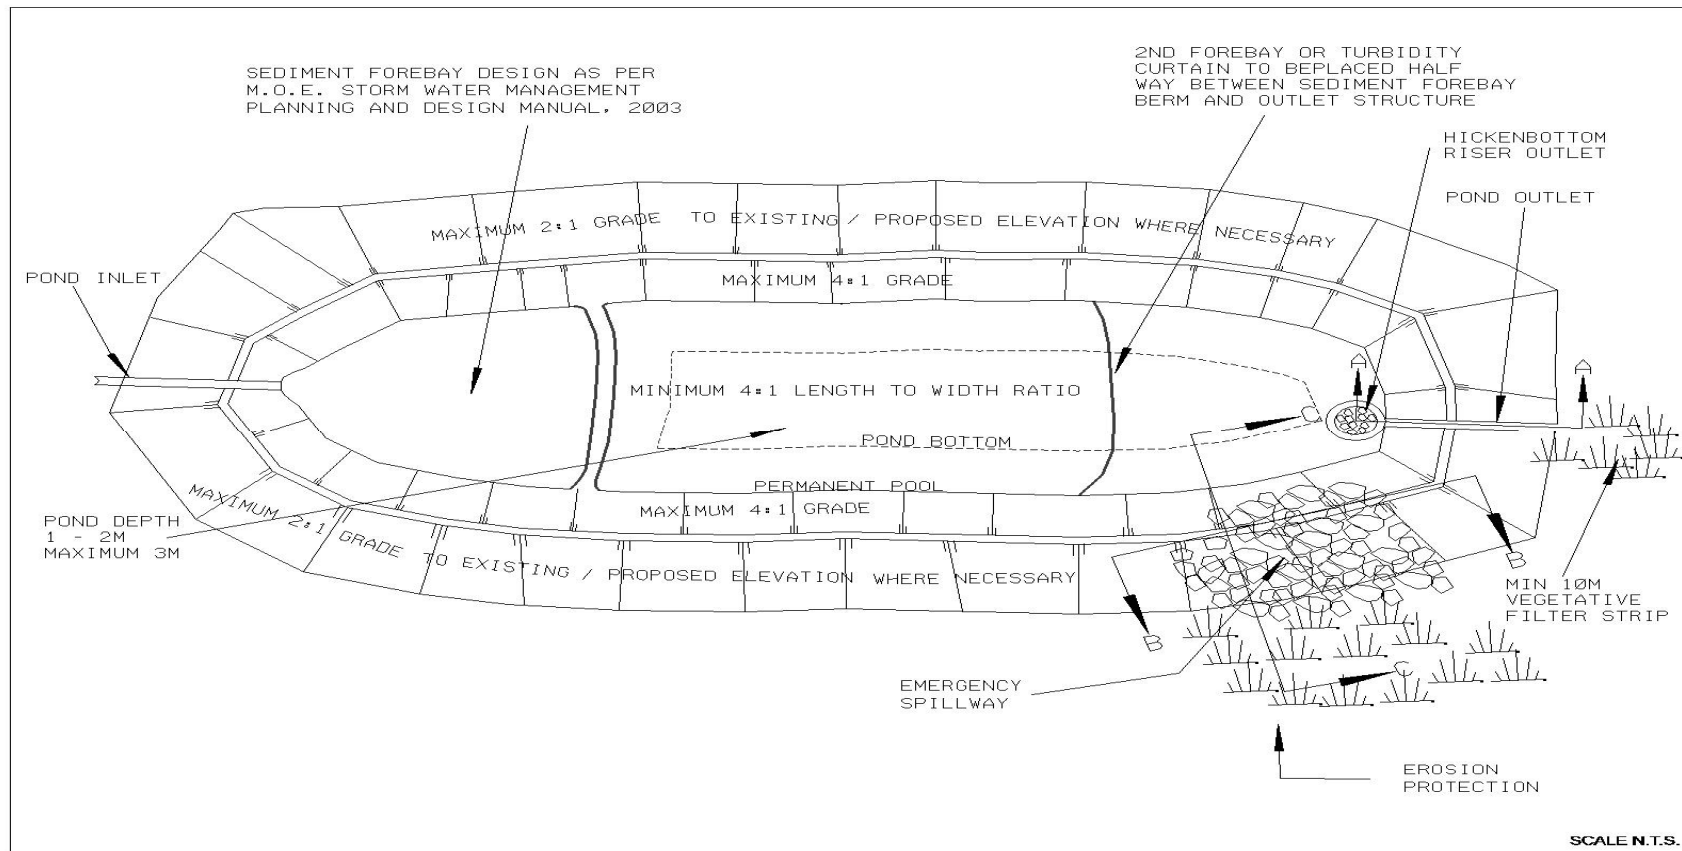 SEDIMENT FOREBAY DESIGN AS PER
M.O.E. STORM WATER MANAGEMENT
PLANNING AND DESIGN MANUAL, 2003
2ND FOREBAY OR TURBIDITY
CURTAIN TO BEPLACED HALF
WAY BETWEEN SEDIMENT FOREBAY
BERM AND OUTLET STRUCTURE
HICKENBOTTOM
RISER OUTLET
POND OUTLET
MAXIMUM 2:1 GRADE TO EXISTING / PROPOSED ELEVATION WHERE NECESSARY
POND INLET
MAXIMUM 4:1 GRADE
A
A
MINIMUM 4:1 LENGTH TO WIDTH RATIO
C
POND BOTTOM
PERMANENT POOL
MAXIMUM 4:1 GRADE
MAXIMUM 2:1 GRADE TO EXISTING / PROPOSED ELEVATION WHERE NECESSARY
POND DEPTH
1 - 2M
MAXIMUM 3M
B
B
MIN 10M
VEGETATIVE
FILTER STRIP
C
EMERGENCY
SPILLWAY
EROSION
PROTECTION
SCALE N.T.S.